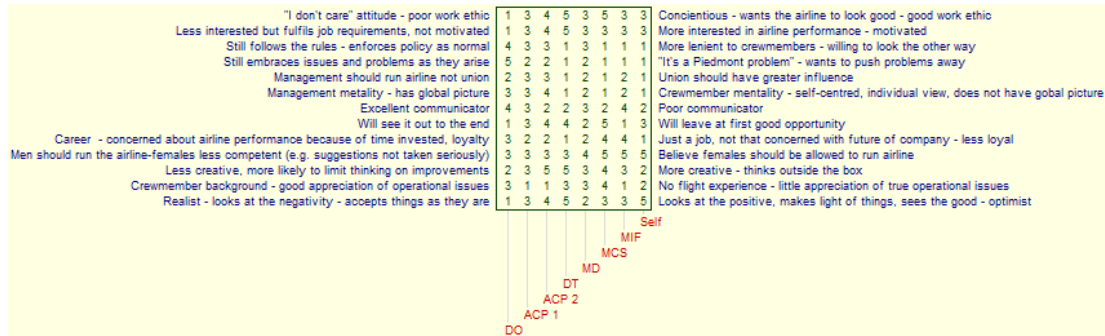 "I don't care" attitude - poor work ethic 1 3 4 5 3 5 3 3 Concientious - wants the airline to look good - good work ethic
Less interested but fulfils job requirements, not motivated 1 3 4 5 3 3 3 3 More interested in airline performance - motivated
Still follows the rules - enforces policy as normal 4 3 3 1 3 1 1 1 More lenient to crewmembers - willing to look the other way
Still embraces issues and problems as they arise 5 2 2 1 2 1 1 1 "It's a Piedmont problem" - wants to push problems away
Management should run airline not union 2 3 3 1 2 1 2 1 Union should have greater influence
Management metality - has global picture 3 3 4 1 2 1 2 1 Crewmember mentality - self-centred, individual view, does not have gobal picture
Excellent communicator 4 3 2 2 3 2 4 2 Poor communicator
Will see it out to the end 1 3 4 4 2 5 1 3 Will leave at first good opportunity
Career - concerned about airline performance because of time invested, loyalty 3 2 2 1 2 4 4 1 Just a job, not that concerned with future of company - less loyal
Men should run the airline-females less competent (e.g. suggestions not taken seriously) 3 3 3 3 4 5 5 5 Believe females should be allowed to run airline
Less creative, more likely to limit thinking on improvements 2 3 5 5 3 4 3 2 More creative - thinks outside the box
Crewmember background - good appreciation of operational issues 3 1 1 3 3 4 1 2 No flight experience - little appreciation of true operational issues
Realist - looks at the negativity - accepts things as they are 1 3 4 5 2 3 3 5 Looks at the positive, makes light of things, sees the good - optimist
Self
MIF
MCS
MD
DT
ACP 2
ACP 1
DO